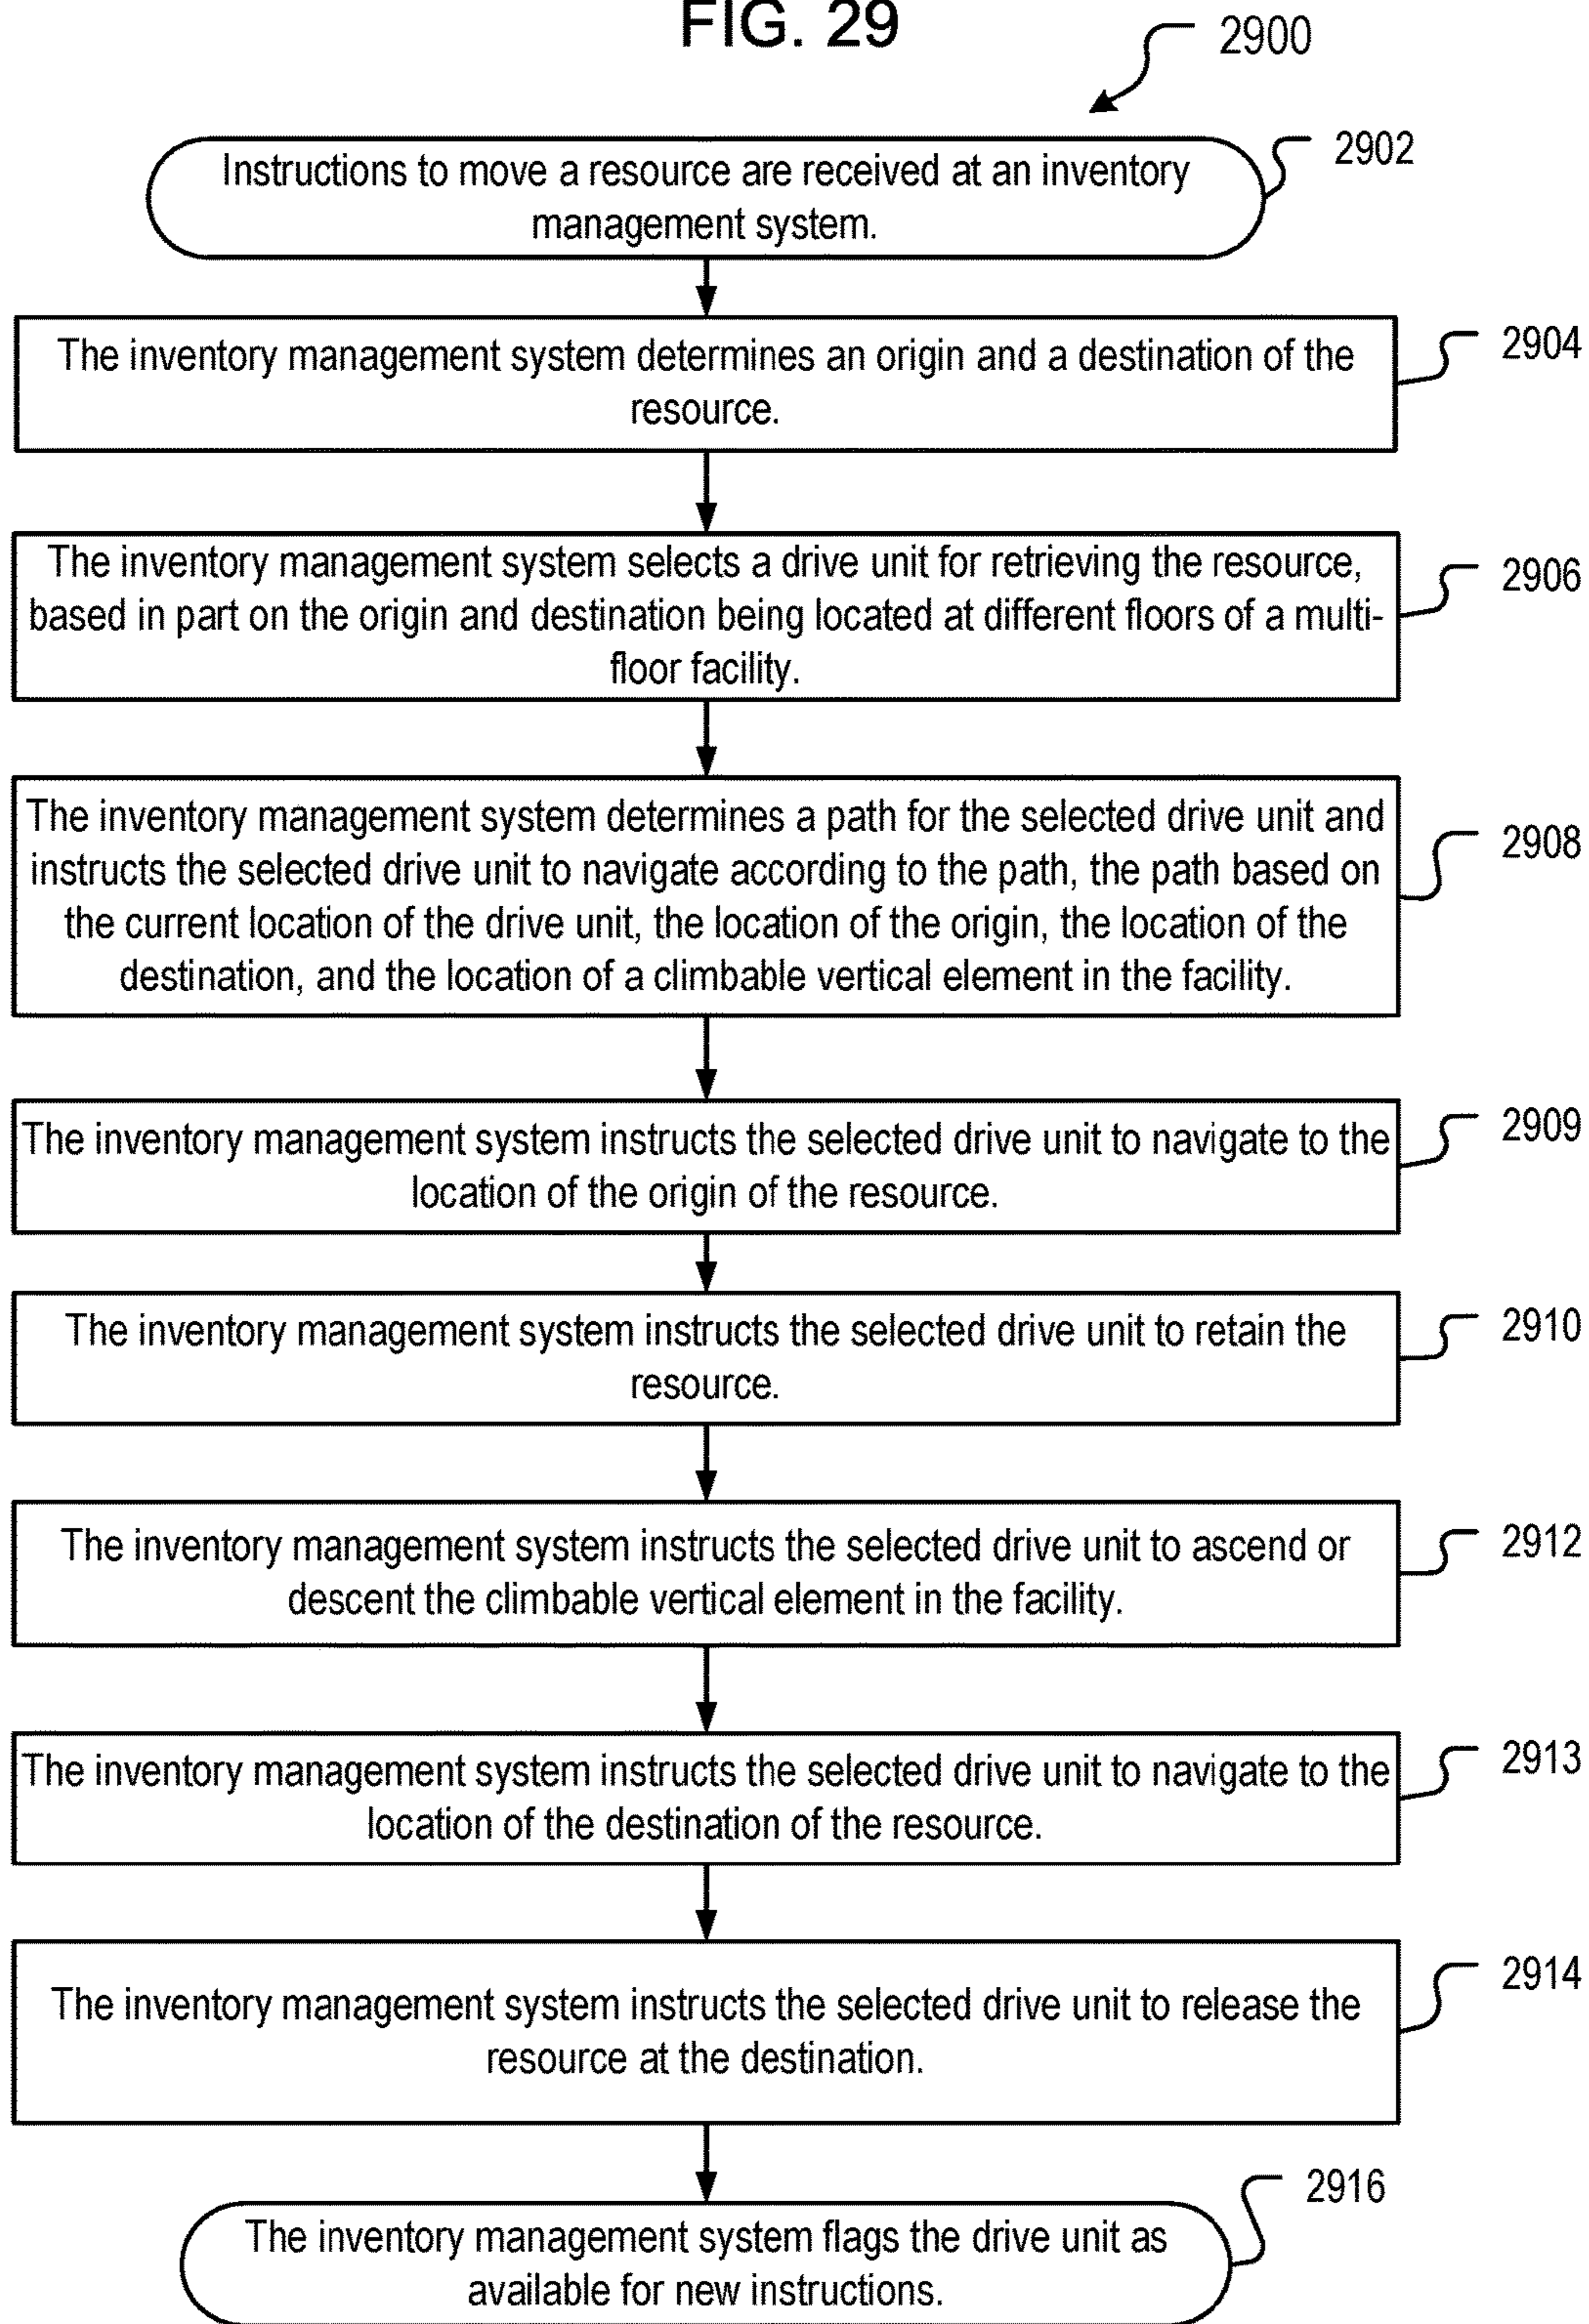 FIG. 29
2900
Instructions to move a resource are received at an inventory
management system.
2902
The inventory management system determines an origin and a destination of the
resource.
2904
The inventory management system selects a drive unit for retrieving the resource,
based in part on the origin and destination being located at different floors of a multi-
floor facility.
2906
The inventory management system determines a path for the selected drive unit and
instructs the selected drive unit to navigate according to the path, the path based on
the current location of the drive unit, the location of the origin, the location of the
destination, and the location of a climbable vertical element in the facility.
2908
The inventory management system instructs the selected drive unit to navigate to the
location of the origin of the resource.
2909
The inventory management system instructs the selected drive unit to retain the
resource.
2910
The inventory management system instructs the selected drive unit to ascend or
descent the climbable vertical element in the facility.
2912
The inventory management system instructs the selected drive unit to navigate to the
location of the destination of the resource.
2913
The inventory management system instructs the selected drive unit to release the
resource at the destination.
2914
The inventory management system flags the drive unit as
available for new instructions.
2916